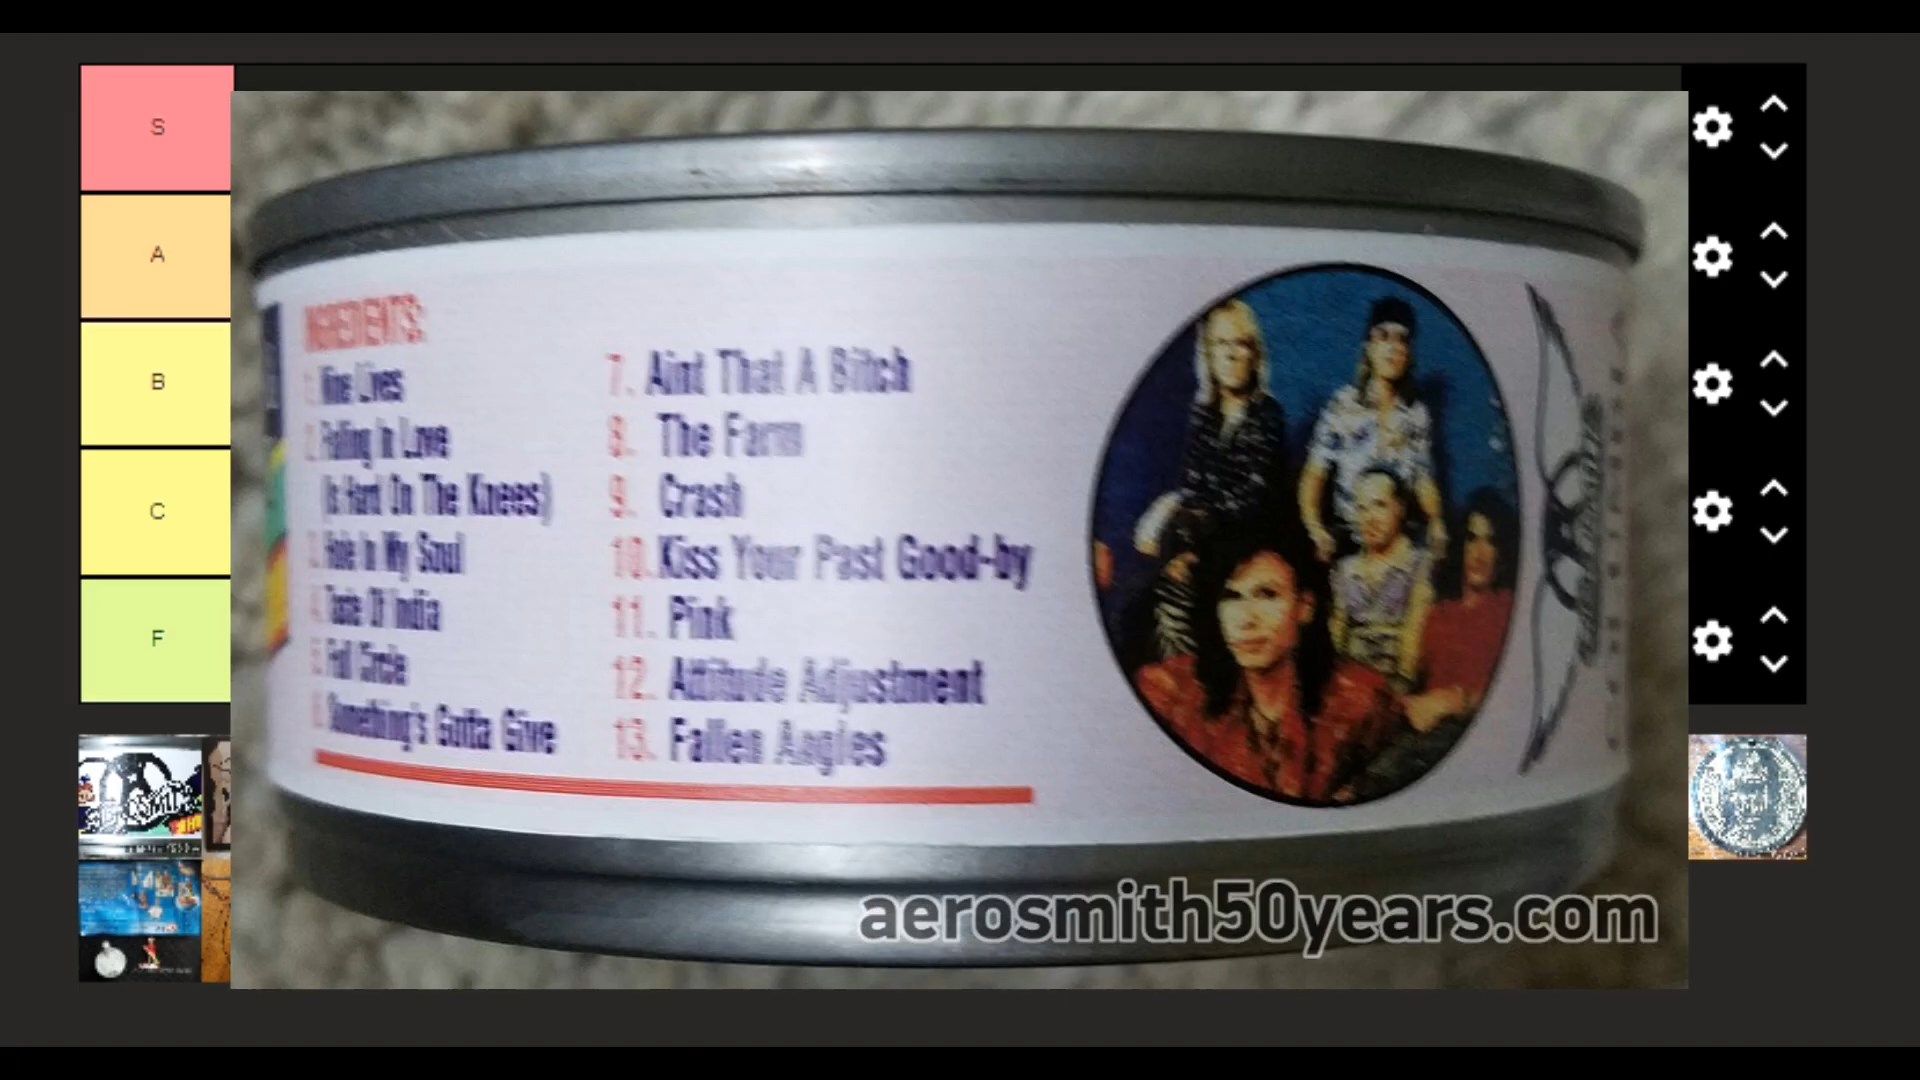 S
A
B
C
F
INGREDIENTS:
1. Nine Lives
2. Falling In Love
(Is Hard On The Knees)
3. Hole In My Soul
4. Taste Of India
5. Full Circle
6. Something's Gotta Give
7. Aint That A Bitch
8. The Farm
9. Crash
10. Kiss Your Past Good-by
11. Pink
12. Attitude Adjustment
13. Fallen Angles
AEROSMITH
aerosmith50years.com